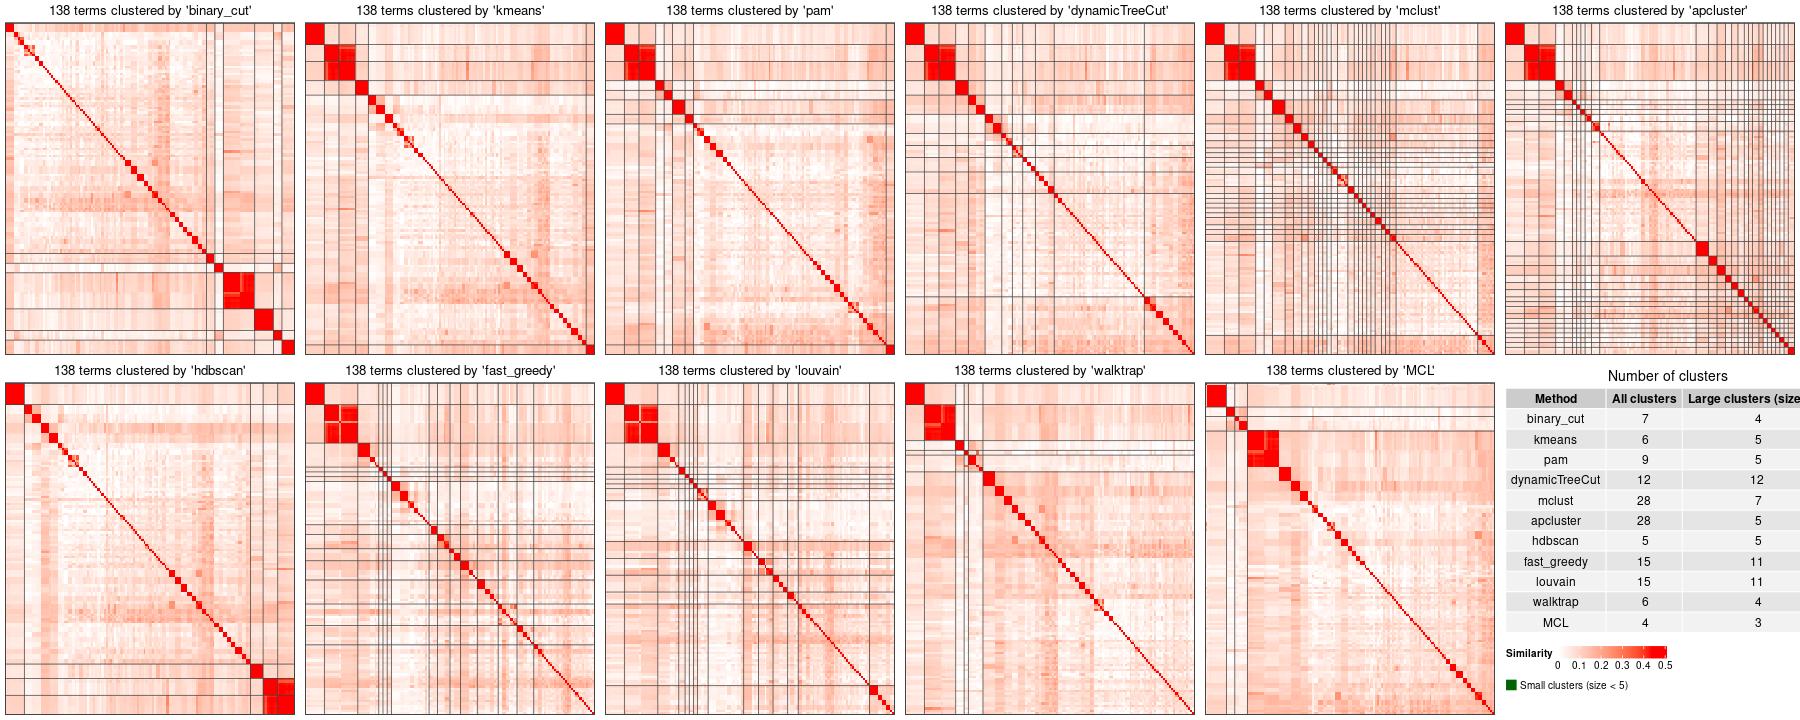 138 terms clustered by 'binary_cut'
138 terms clustered by 'kmeans'
138 terms clustered by 'pam'
138 terms clustered by 'dynamicTreeCut'
138 terms clustered by 'mclust'
138 terms clustered by 'apcluster'
138 terms clustered by 'hdbscan'
138 terms clustered by 'fast_greedy'
138 terms clustered by 'louvain'
138 terms clustered by 'walktrap'
138 terms clustered by 'MCL'
Number of clusters
Method All clusters Large clusters (size
binary_cut 7 4
kmeans 6 5
pam 9 5
dynamicTreeCut 12 12
mclust 28 7
apcluster 28 5
hdbscan 5 5
fast_greedy 15 11
louvain 15 11
walktrap 6 4
MCL 4 3
Similarity
0 0.1 0.2 0.3 0.4 0.5
Small clusters (size < 5)